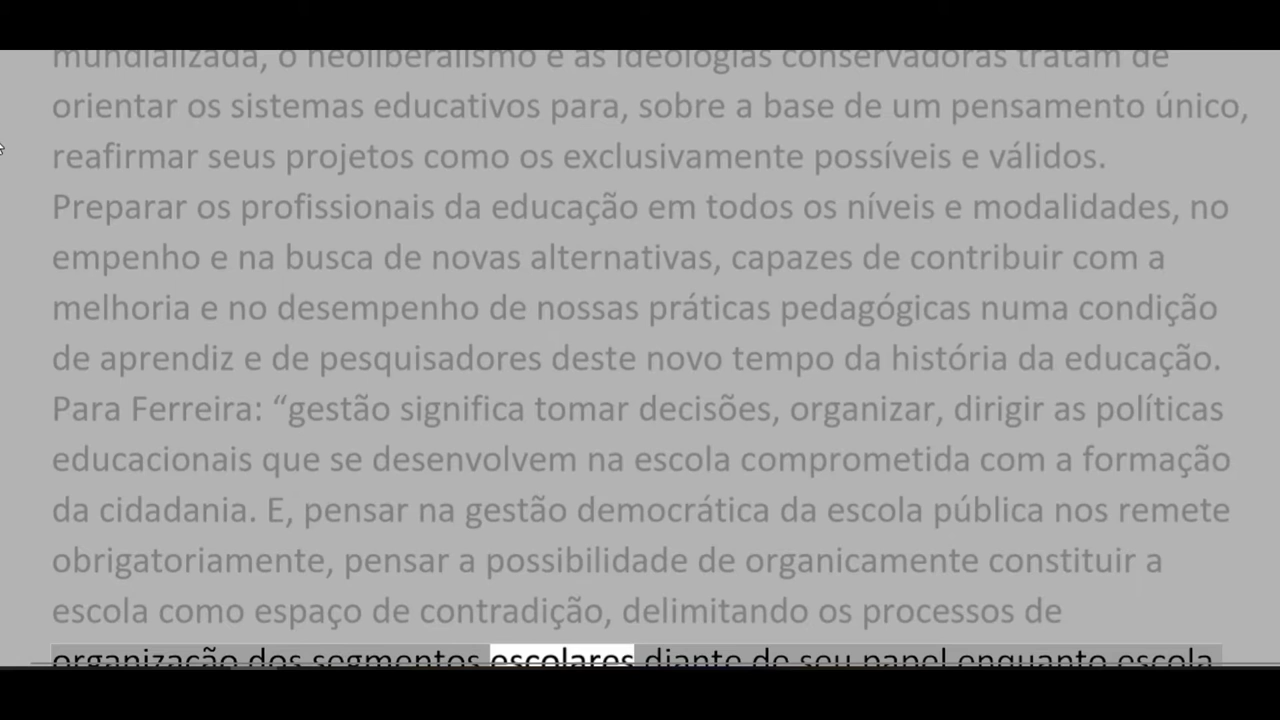 mundializada, o neoliberalismo e as ideologias conservadoras tratam de
orientar os sistemas educativos para, sobre a base de um pensamento único,
reafirmar seus projetos como os exclusivamente possíveis e válidos.
Preparar os profissionais da educação em todos os níveis e modalidades, no
empenho e na busca de novas alternativas, capazes de contribuir com a
melhoria e no desempenho de nossas práticas pedagógicas numa condição
de aprendiz e de pesquisadores deste novo tempo da história da educação.
Para Ferreira: “gestão significa tomar decisões, organizar, dirigir as políticas
educacionais que se desenvolvem na escola comprometida com a formação
da cidadania. E, pensar na gestão democrática da escola pública nos remete
obrigatoriamente, pensar a possibilidade de organicamente constituir a
escola como espaço de contradição, delimitando os processos de
organização dos segmentos escolares diante de seu papel enquanto escola